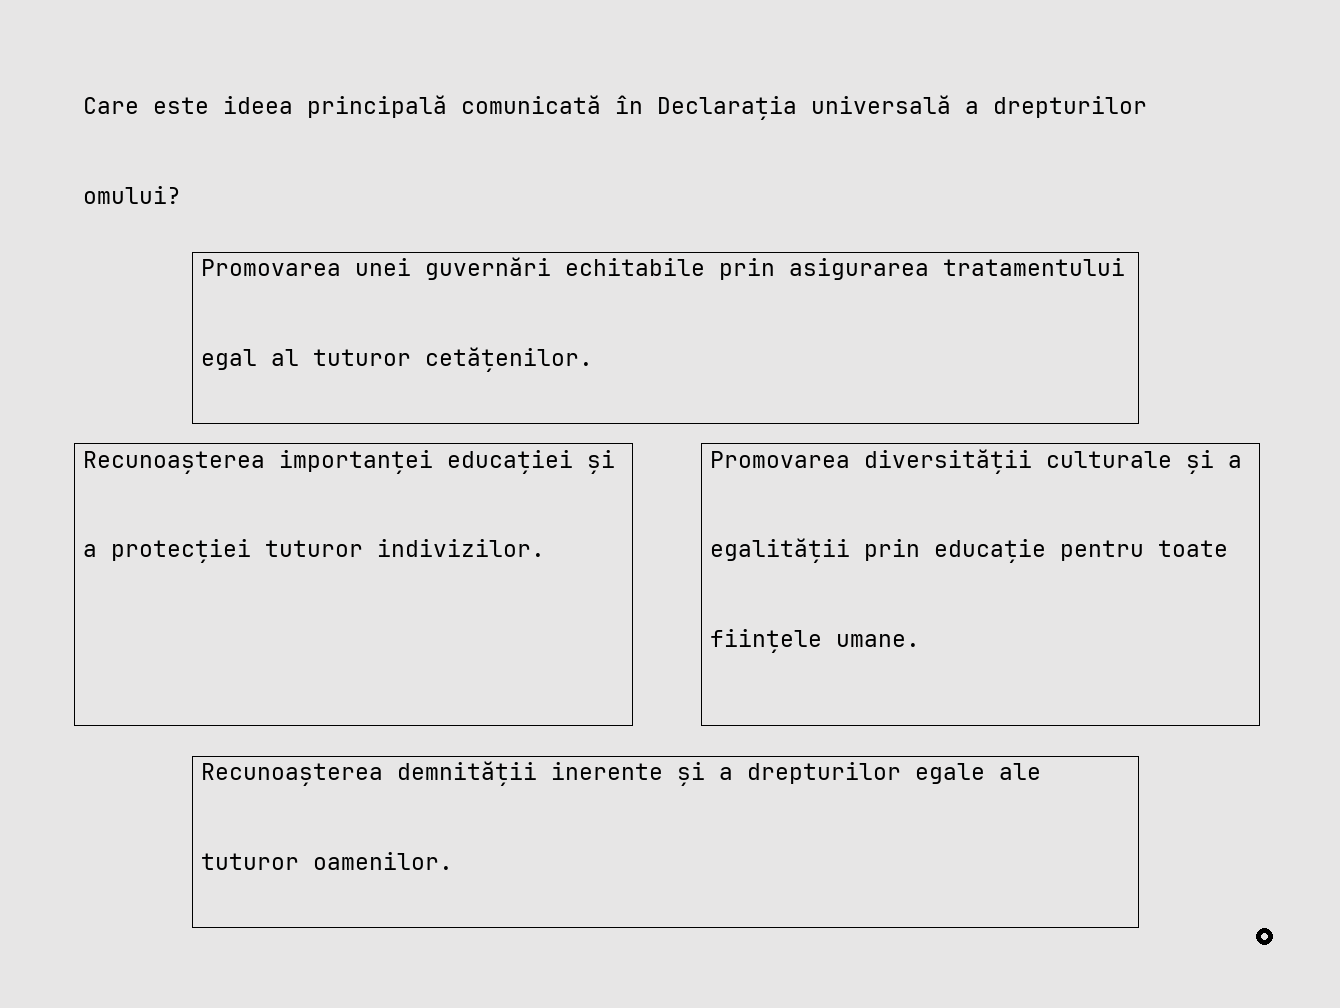 Care este ideea principală comunicată în Declarația universală a drepturilor
omului?
Promovarea unei guvernări echitabile prin asigurarea tratamentului
egal al tuturor cetățenilor.
Recunoașterea importanței educației și
a protecției tuturor indivizilor.
Promovarea diversității culturale și a
egalității prin educație pentru toate
ființele umane.
Recunoașterea demnității inerente și a drepturilor egale ale
tuturor oamenilor.